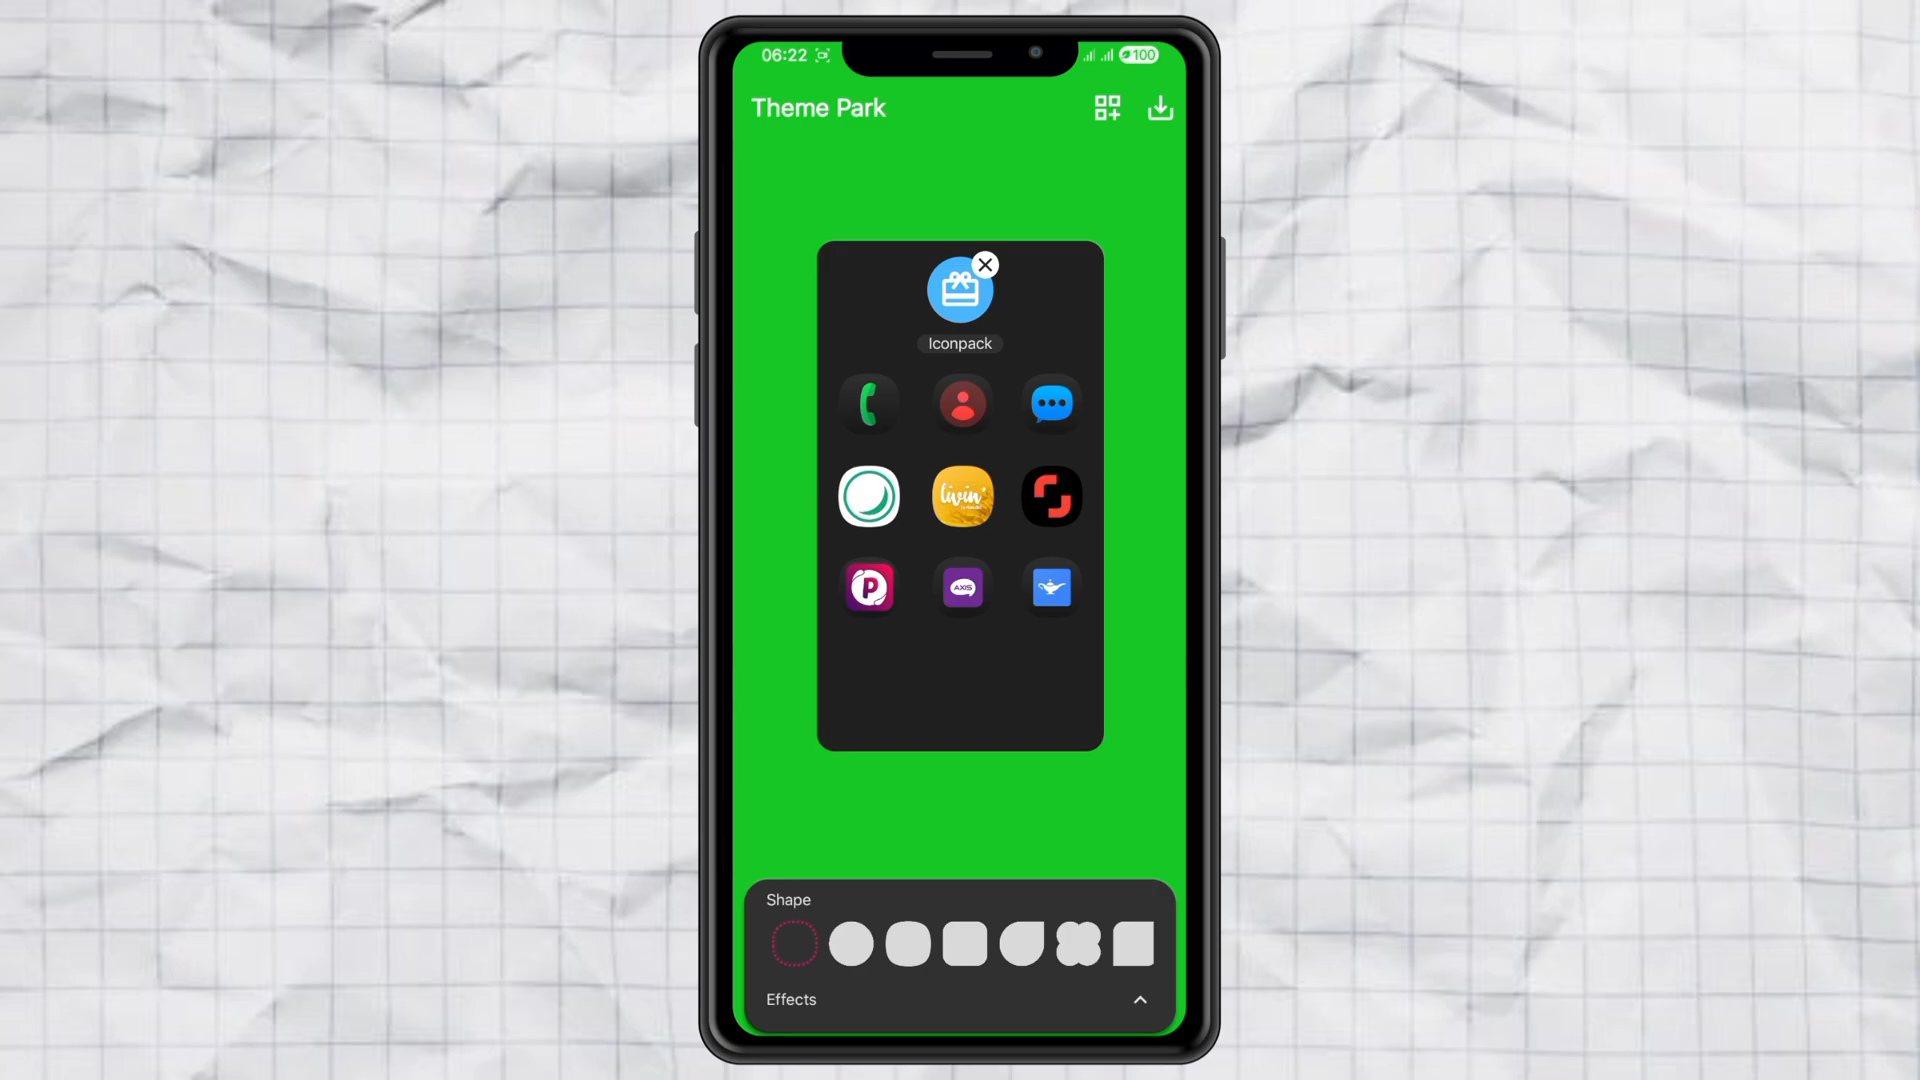 06:22
100
Theme Park
Iconpack
livin'
P
AXIS
Shape
Effects